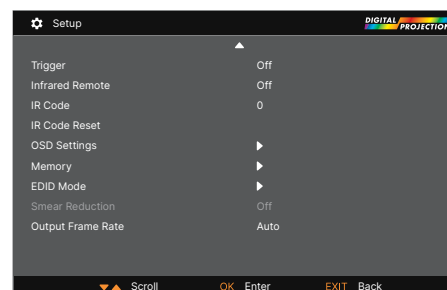 Setup
DIGITAL PROJECTION
Trigger Off
Infrared Remote Off
IR Code 0
IR Code Reset
OSD Settings
Memory
EDID Mode
Smear Reduction Off
Output Frame Rate Auto
Scroll OK Enter EXIT Back